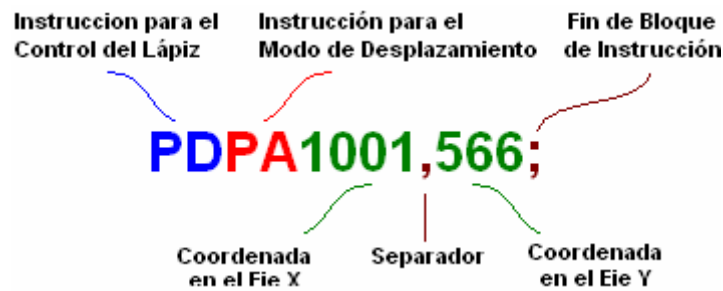 Instruccion para el
Control del Lápiz
Instrucción para el
Modo de Desplazamiento
Fin de Bloque
de Instrucción
PDPA1001,566;
Coordenada
en el Eje X
Separador
Coordenada
en el Eje Y